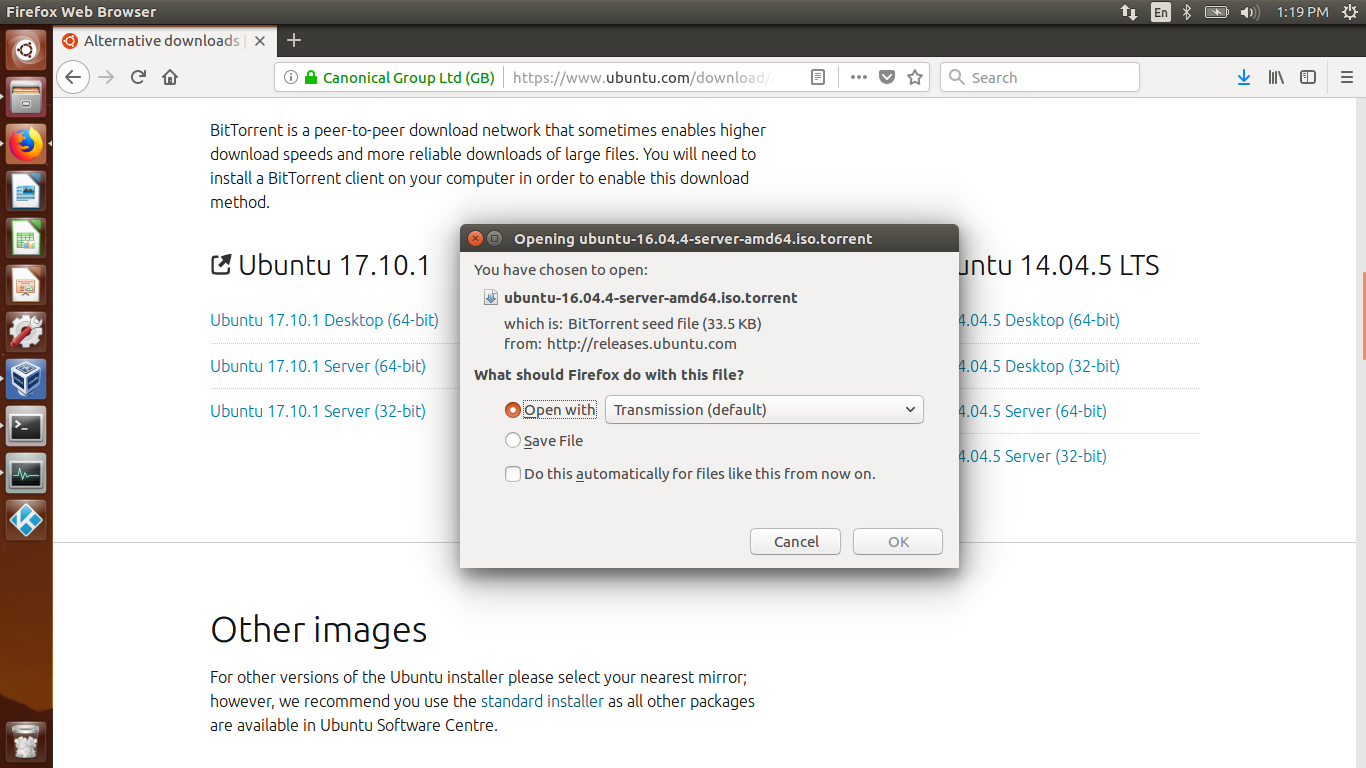 Firefox Web Browser
En
1:19 PM
Alternative downloads |
Canonical Group Ltd (GB)
https://www.ubuntu.com/download/
Search
BitTorrent is a peer-to-peer download network that sometimes enables higher
download speeds and more reliable downloads of large files. You will need to
install a BitTorrent client on your computer in order to enable this download
method.
Ubuntu 17.10.1
Ubuntu 17.10.1 Desktop (64-bit)
Ubuntu 17.10.1 Server (64-bit)
Ubuntu 17.10.1 Server (32-bit)
Opening ubuntu-16.04.4-server-amd64.iso.torrent
You have chosen to open:
ubuntu-16.04.4-server-amd64.iso.torrent
which is: BitTorrent seed file (33.5 KB)
from: http://releases.ubuntu.com
What should Firefox do with this file?
Open with
Transmission (default)
Save File
Do this automatically for files like this from now on.
Cancel
OK
untu 14.04.5 LTS
4.04.5 Desktop (64-bit)
4.04.5 Desktop (32-bit)
4.04.5 Server (64-bit)
4.04.5 Server (32-bit)
Other images
For other versions of the Ubuntu installer please select your nearest mirror;
however, we recommend you use the standard installer as all other packages
are available in Ubuntu Software Centre.